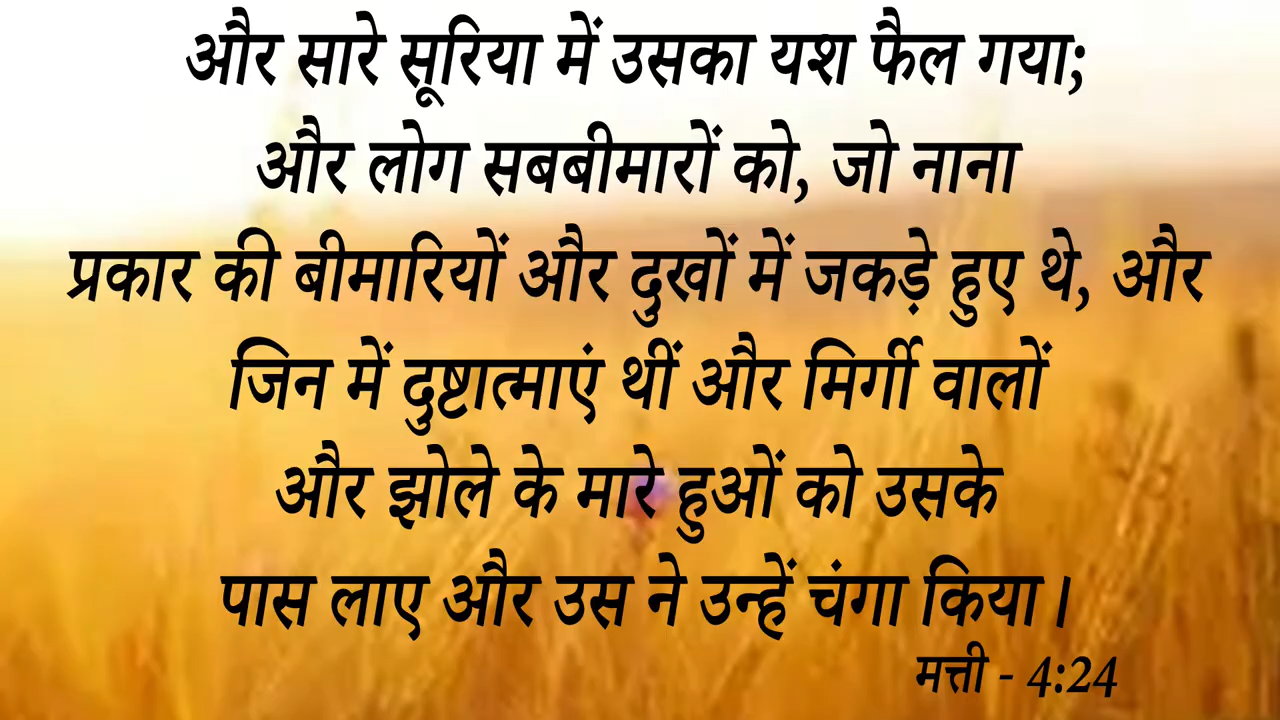 और सारे सूरिया में उसका यश फैल गया;
और लोग सबबीमारों को, जो नाना
प्रकार की बीमारियों और दुखों में जकड़े हुए थे, और
जिन में दुष्टात्माएं थीं और मिर्गी वालों
और झोले के मारे हुओं को उसके
पास लाए और उस ने उन्हें चंगा किया।
मत्ती - 4:24